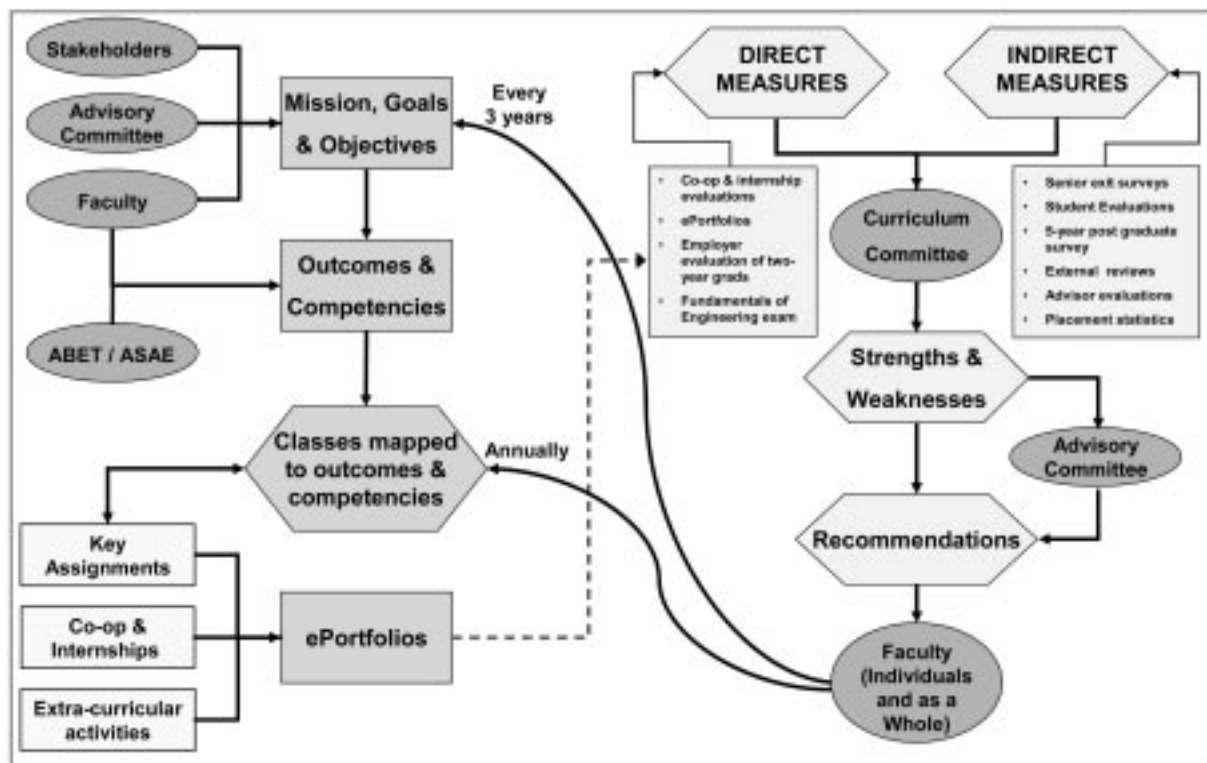 Stakeholders
Advisory
Committee
Faculty
ABET / ASAE
Mission, Goals
& Objectives
Outcomes &
Competencies
Classes mapped
to outcomes &
competencies
Key
Assignments
Co-op &
Internships
Extra-curricular
activities
ePortfolios
Every
3 years
Annually
DIRECT
MEASURES
INDIRECT
MEASURES
• Co-op & internship
evaluations
• ePortfolios
• Employer
evaluation of two-
year grads
• Fundamentals of
Engineering exam
• Senior exit surveys
• Student Evaluations
• 5-year post graduate
survey
• External reviews
• Advisor evaluations
• Placement statistics
Curriculum
Committee
Strengths &
Weaknesses
Advisory
Committee
Recommendations
Faculty
(Individuals
and as a
Whole)